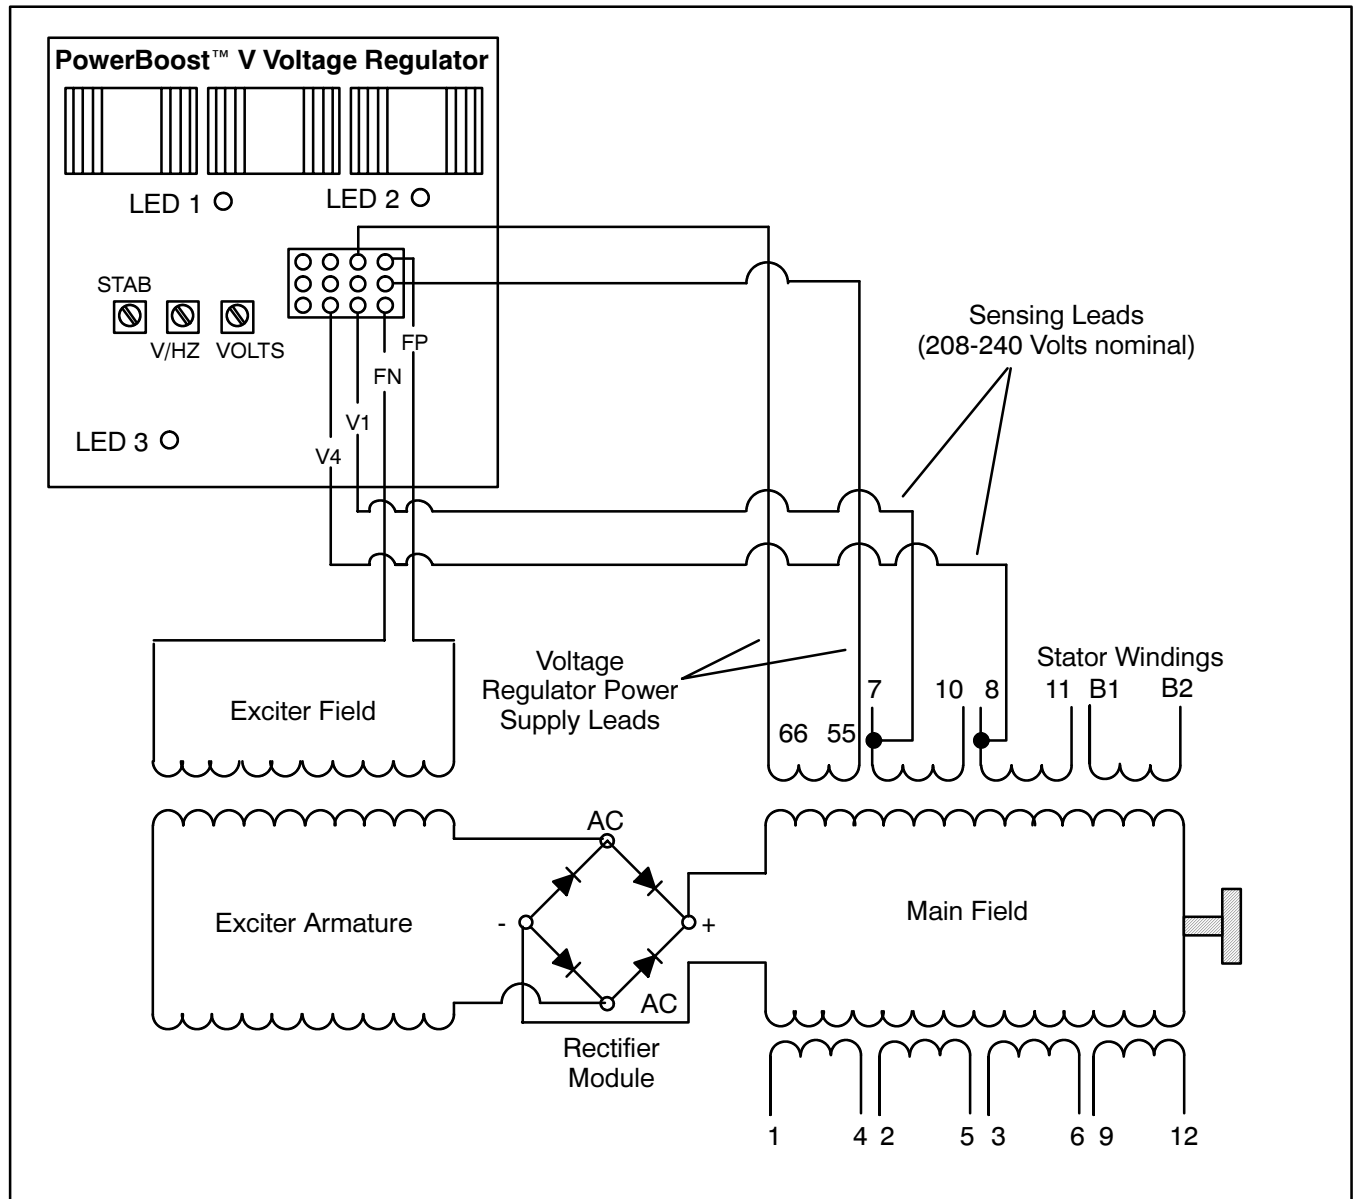 PowerBoost™ V Voltage Regulator
LED 1
LED 2
STAB
V/HZ
VOLTS
FP
FN
V1
V4
LED 3
Sensing Leads
(208-240 Volts nominal)
Voltage
Regulator Power
Supply Leads
Stator Windings
7
10
8
11
B1
B2
66
55
Exciter Field
AC
Exciter Armature
-
+
Main Field
AC
Rectifier
Module
1
4
2
5
3
6
9
12